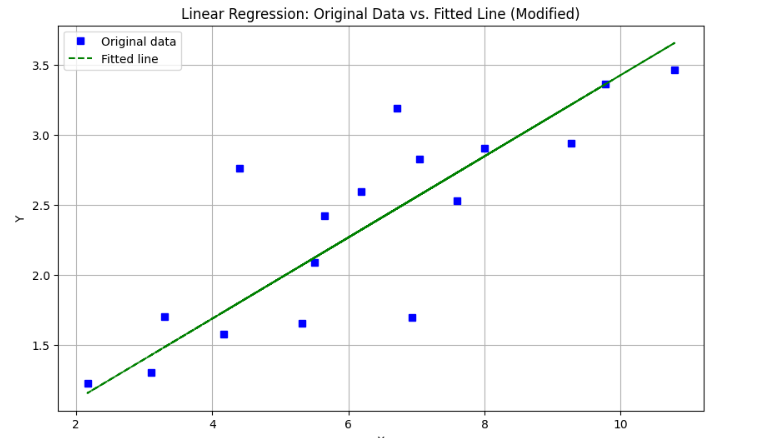 Linear Regression: Original Data vs. Fitted Line (Modified)
Original data
Fitted line
3.5
3.0
2.5
2.0
1.5
Y
2 4 6 8 10